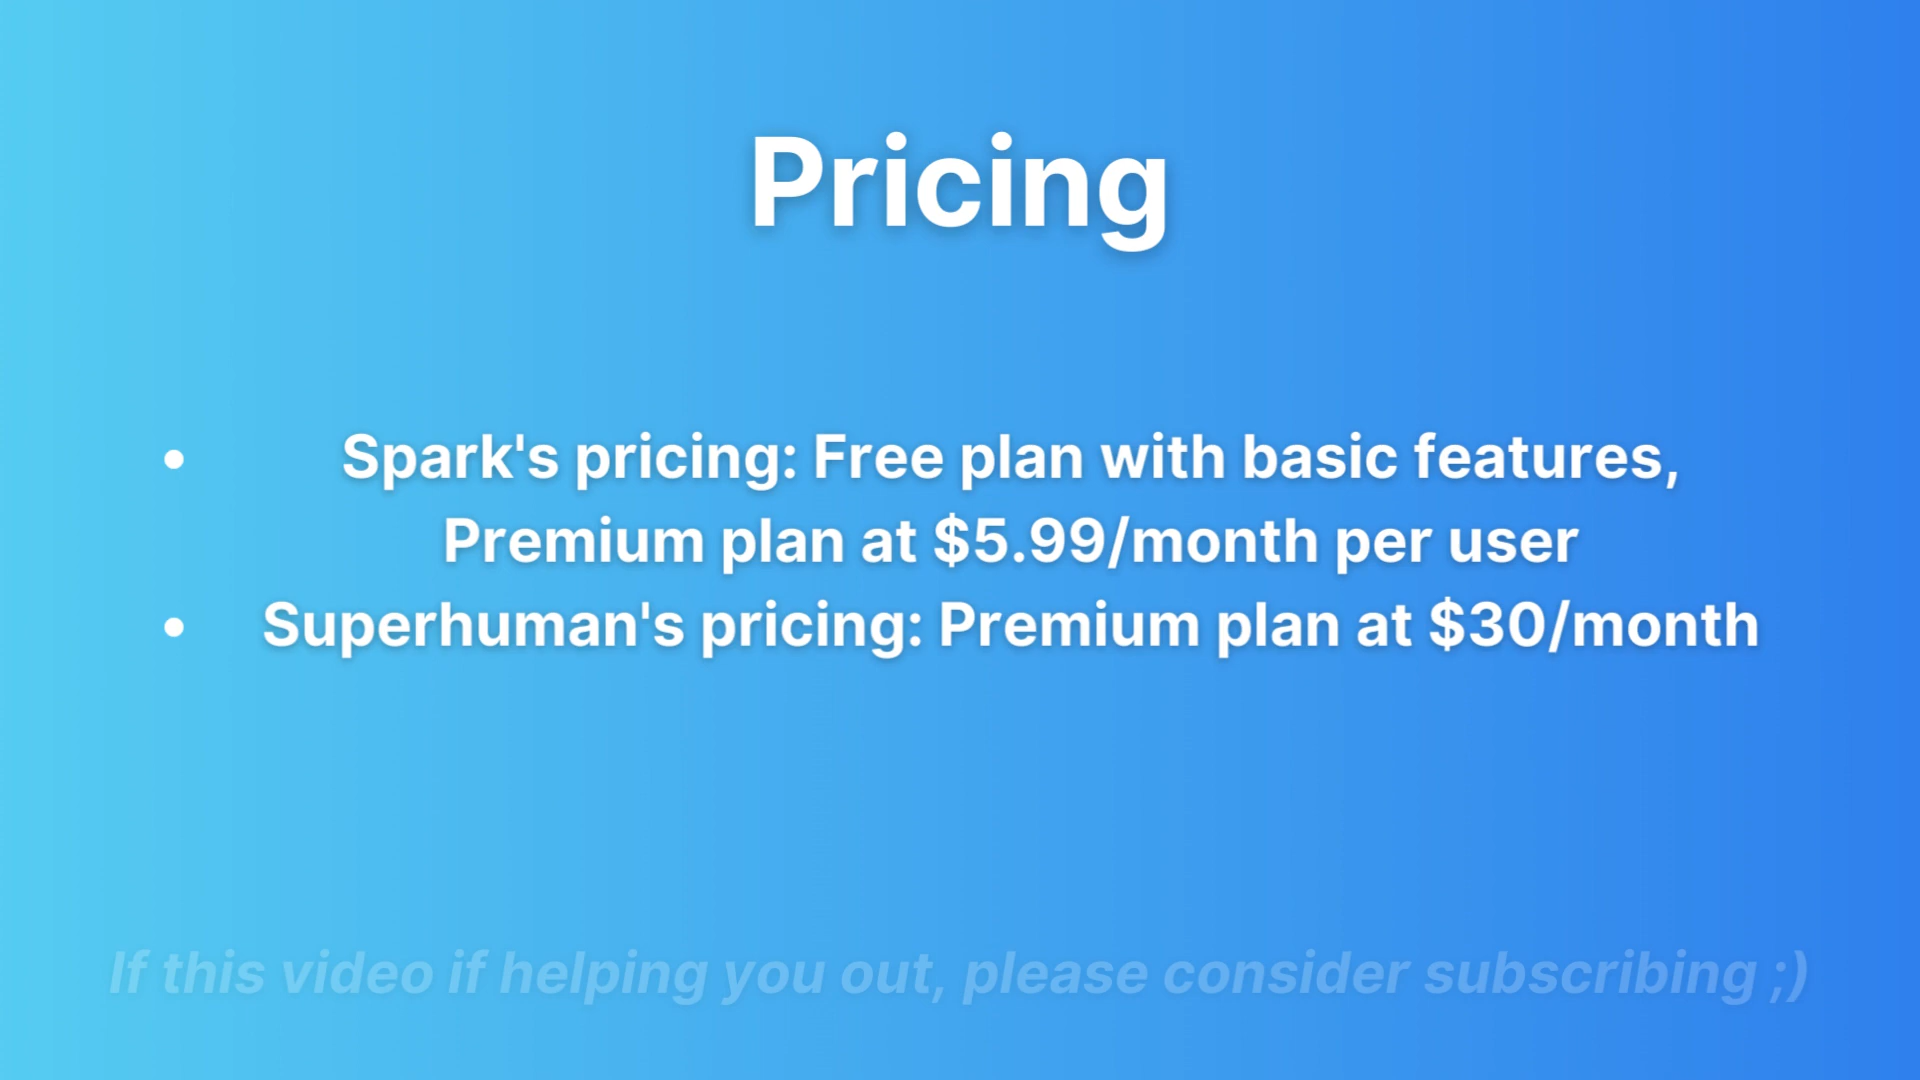 Pricing
• Spark's pricing: Free plan with basic features,
Premium plan at $5.99/month per user
• Superhuman's pricing: Premium plan at $30/month
If this video if helping you out, please consider subscribing ;)